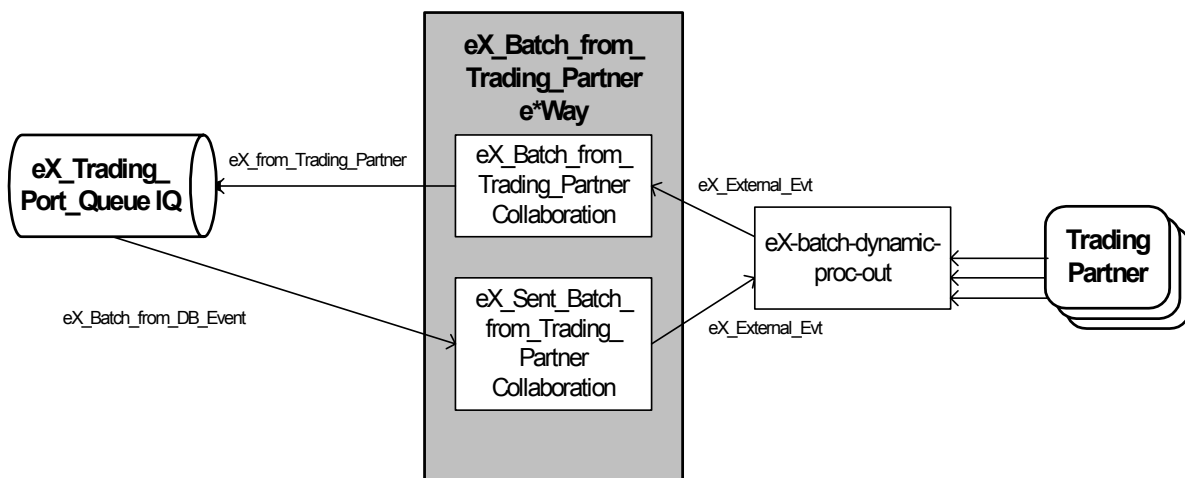 eX_Batch_from_
Trading_Partner
e*Way
eX_Trading_
Port_Queue IQ
eX_from_Trading_Partner
eX_Batch_from_
Trading_Partner
Collaboration
eX_External_Evt
eX-batch-dynamic-
proc-out
Trading
Partner
eX_Batch_from_DB_Event
eX_Sent_Batch_
from_Trading_
Partner
Collaboration
eX_External_Evt